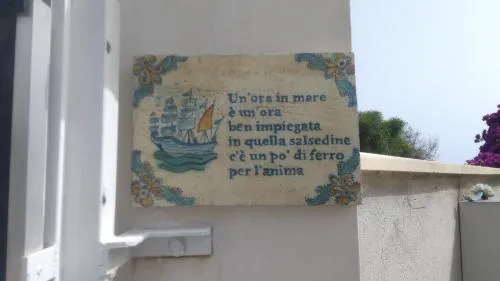 Un'ora in mare
è un'ora
ben impiegata
in quella salsedine
c'è un po' di ferro
per l'anima